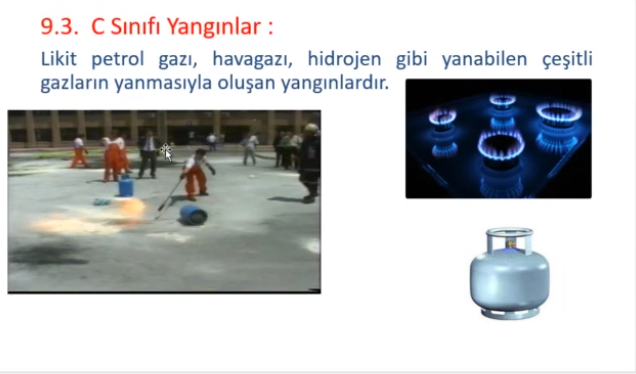 9.3. C Sınıfı Yangınlar :
Likit petrol gazı, havagazı, hidrojen gibi yanabilen çeşitli
gazların yanmasıyla oluşan yangınlardır.